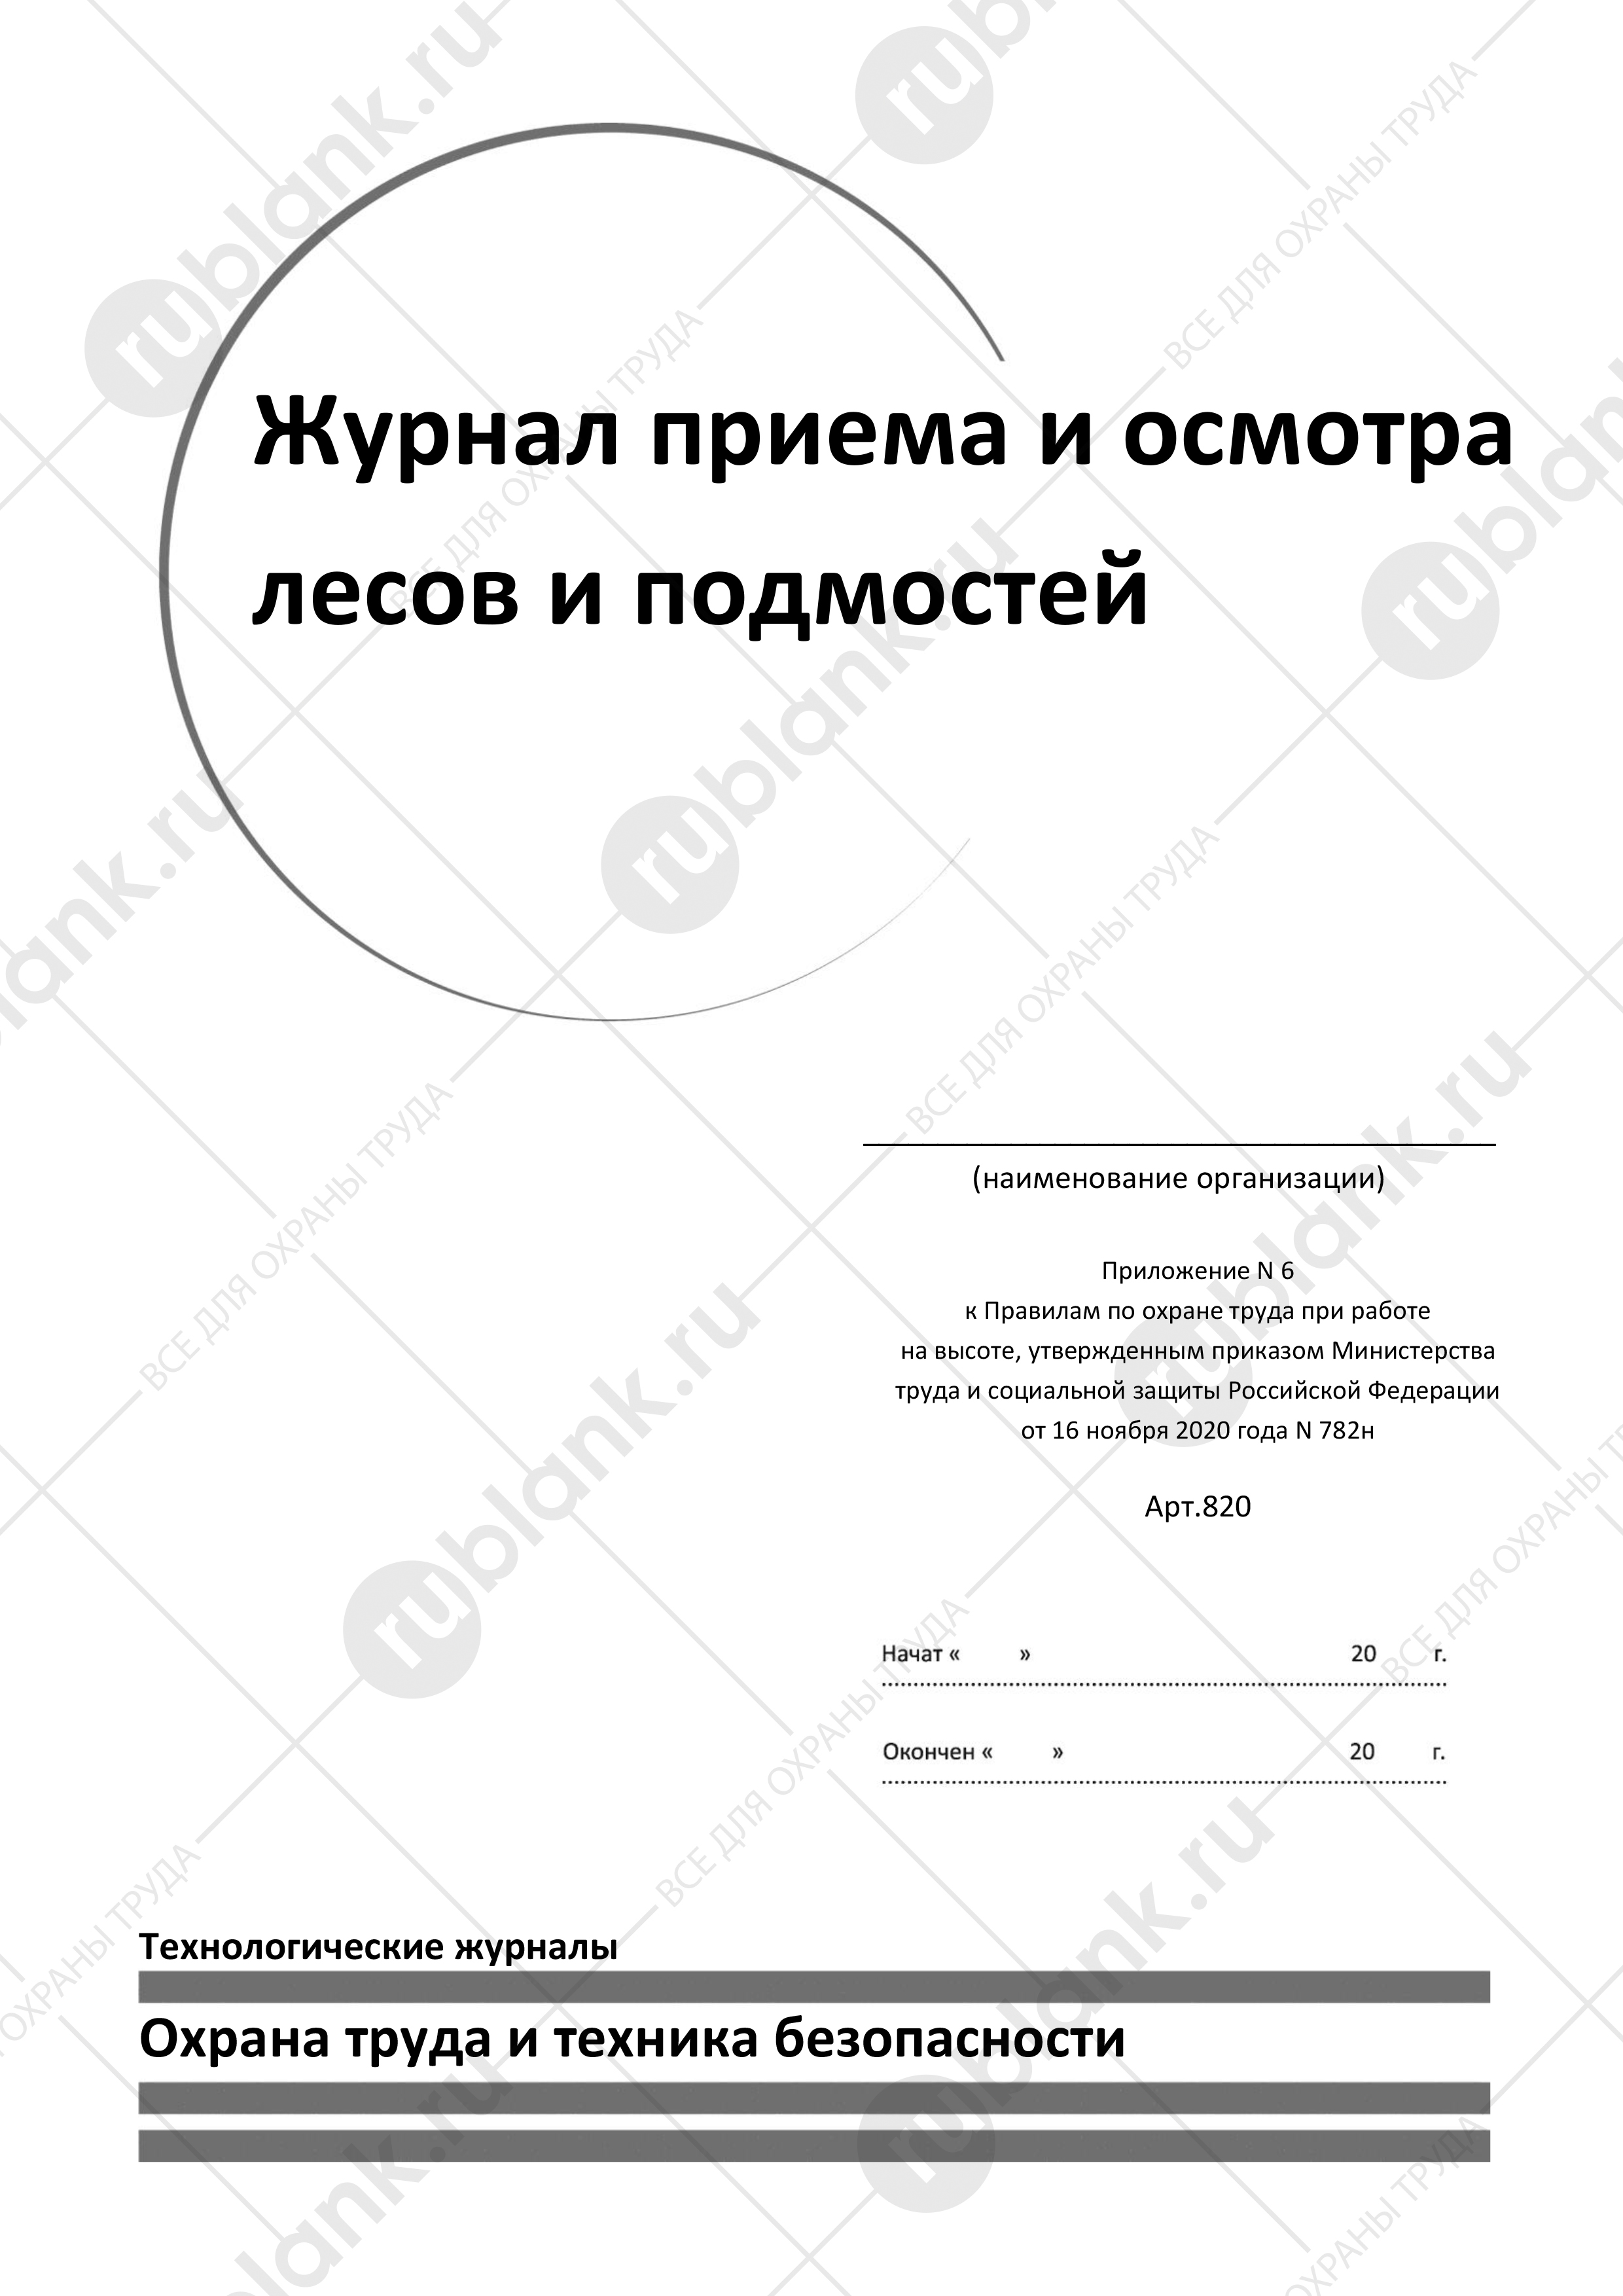 Журнал приема и осмотра
лесов и подмостей
(наименование организации)
Приложение N 6
к Правилам по охране труда при работе
на высоте, утвержденным приказом Министерства
труда и социальной защиты Российской Федерации
от 16 ноября 2020 года N 782н
Арт.820
Начат « » 20 г.
Окончен « » 20 г.
Технологические журналы
Охрана труда и техника безопасности
rublank.ru
ВСЕ ДЛЯ ОХРАНЫ ТРУДА